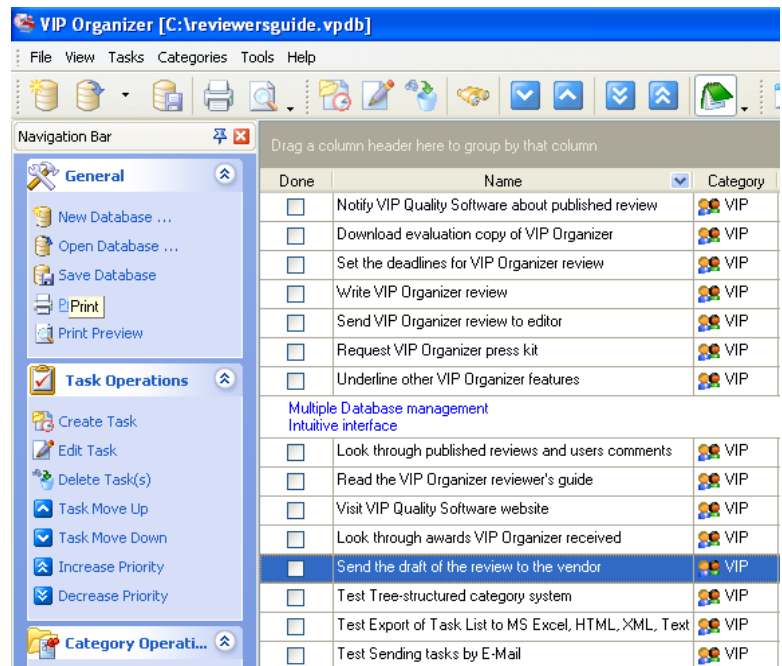 VIP Organizer [C:\reviewersguide.vpdb]
File View Tasks Categories Tools Help
Navigation Bar
Drag a column header here to group by that column
General
New Database ...
Open Database ...
Save Database
Print
Print Preview
Task Operations
Create Task
Edit Task
Delete Task(s)
Task Move Up
Task Move Down
Increase Priority
Decrease Priority
Category Operati...
Done Name Category
Notify VIP Quality Software about published review VIP
Download evaluation copy of VIP Organizer VIP
Set the deadlines for VIP Organizer review VIP
Write VIP Organizer review VIP
Send VIP Organizer review to editor VIP
Request VIP Organizer press kit VIP
Underline other VIP Organizer features VIP
Multiple Database management
Intuitive interface
Look through published reviews and users comments VIP
Read the VIP Organizer reviewer's guide VIP
Visit VIP Quality Software website VIP
Look through awards VIP Organizer received VIP
Send the draft of the review to the vendor VIP
Test Tree-structured category system VIP
Test Export of Task List to MS Excel, HTML, XML, Text VIP
Test Sending tasks by E-Mail VIP